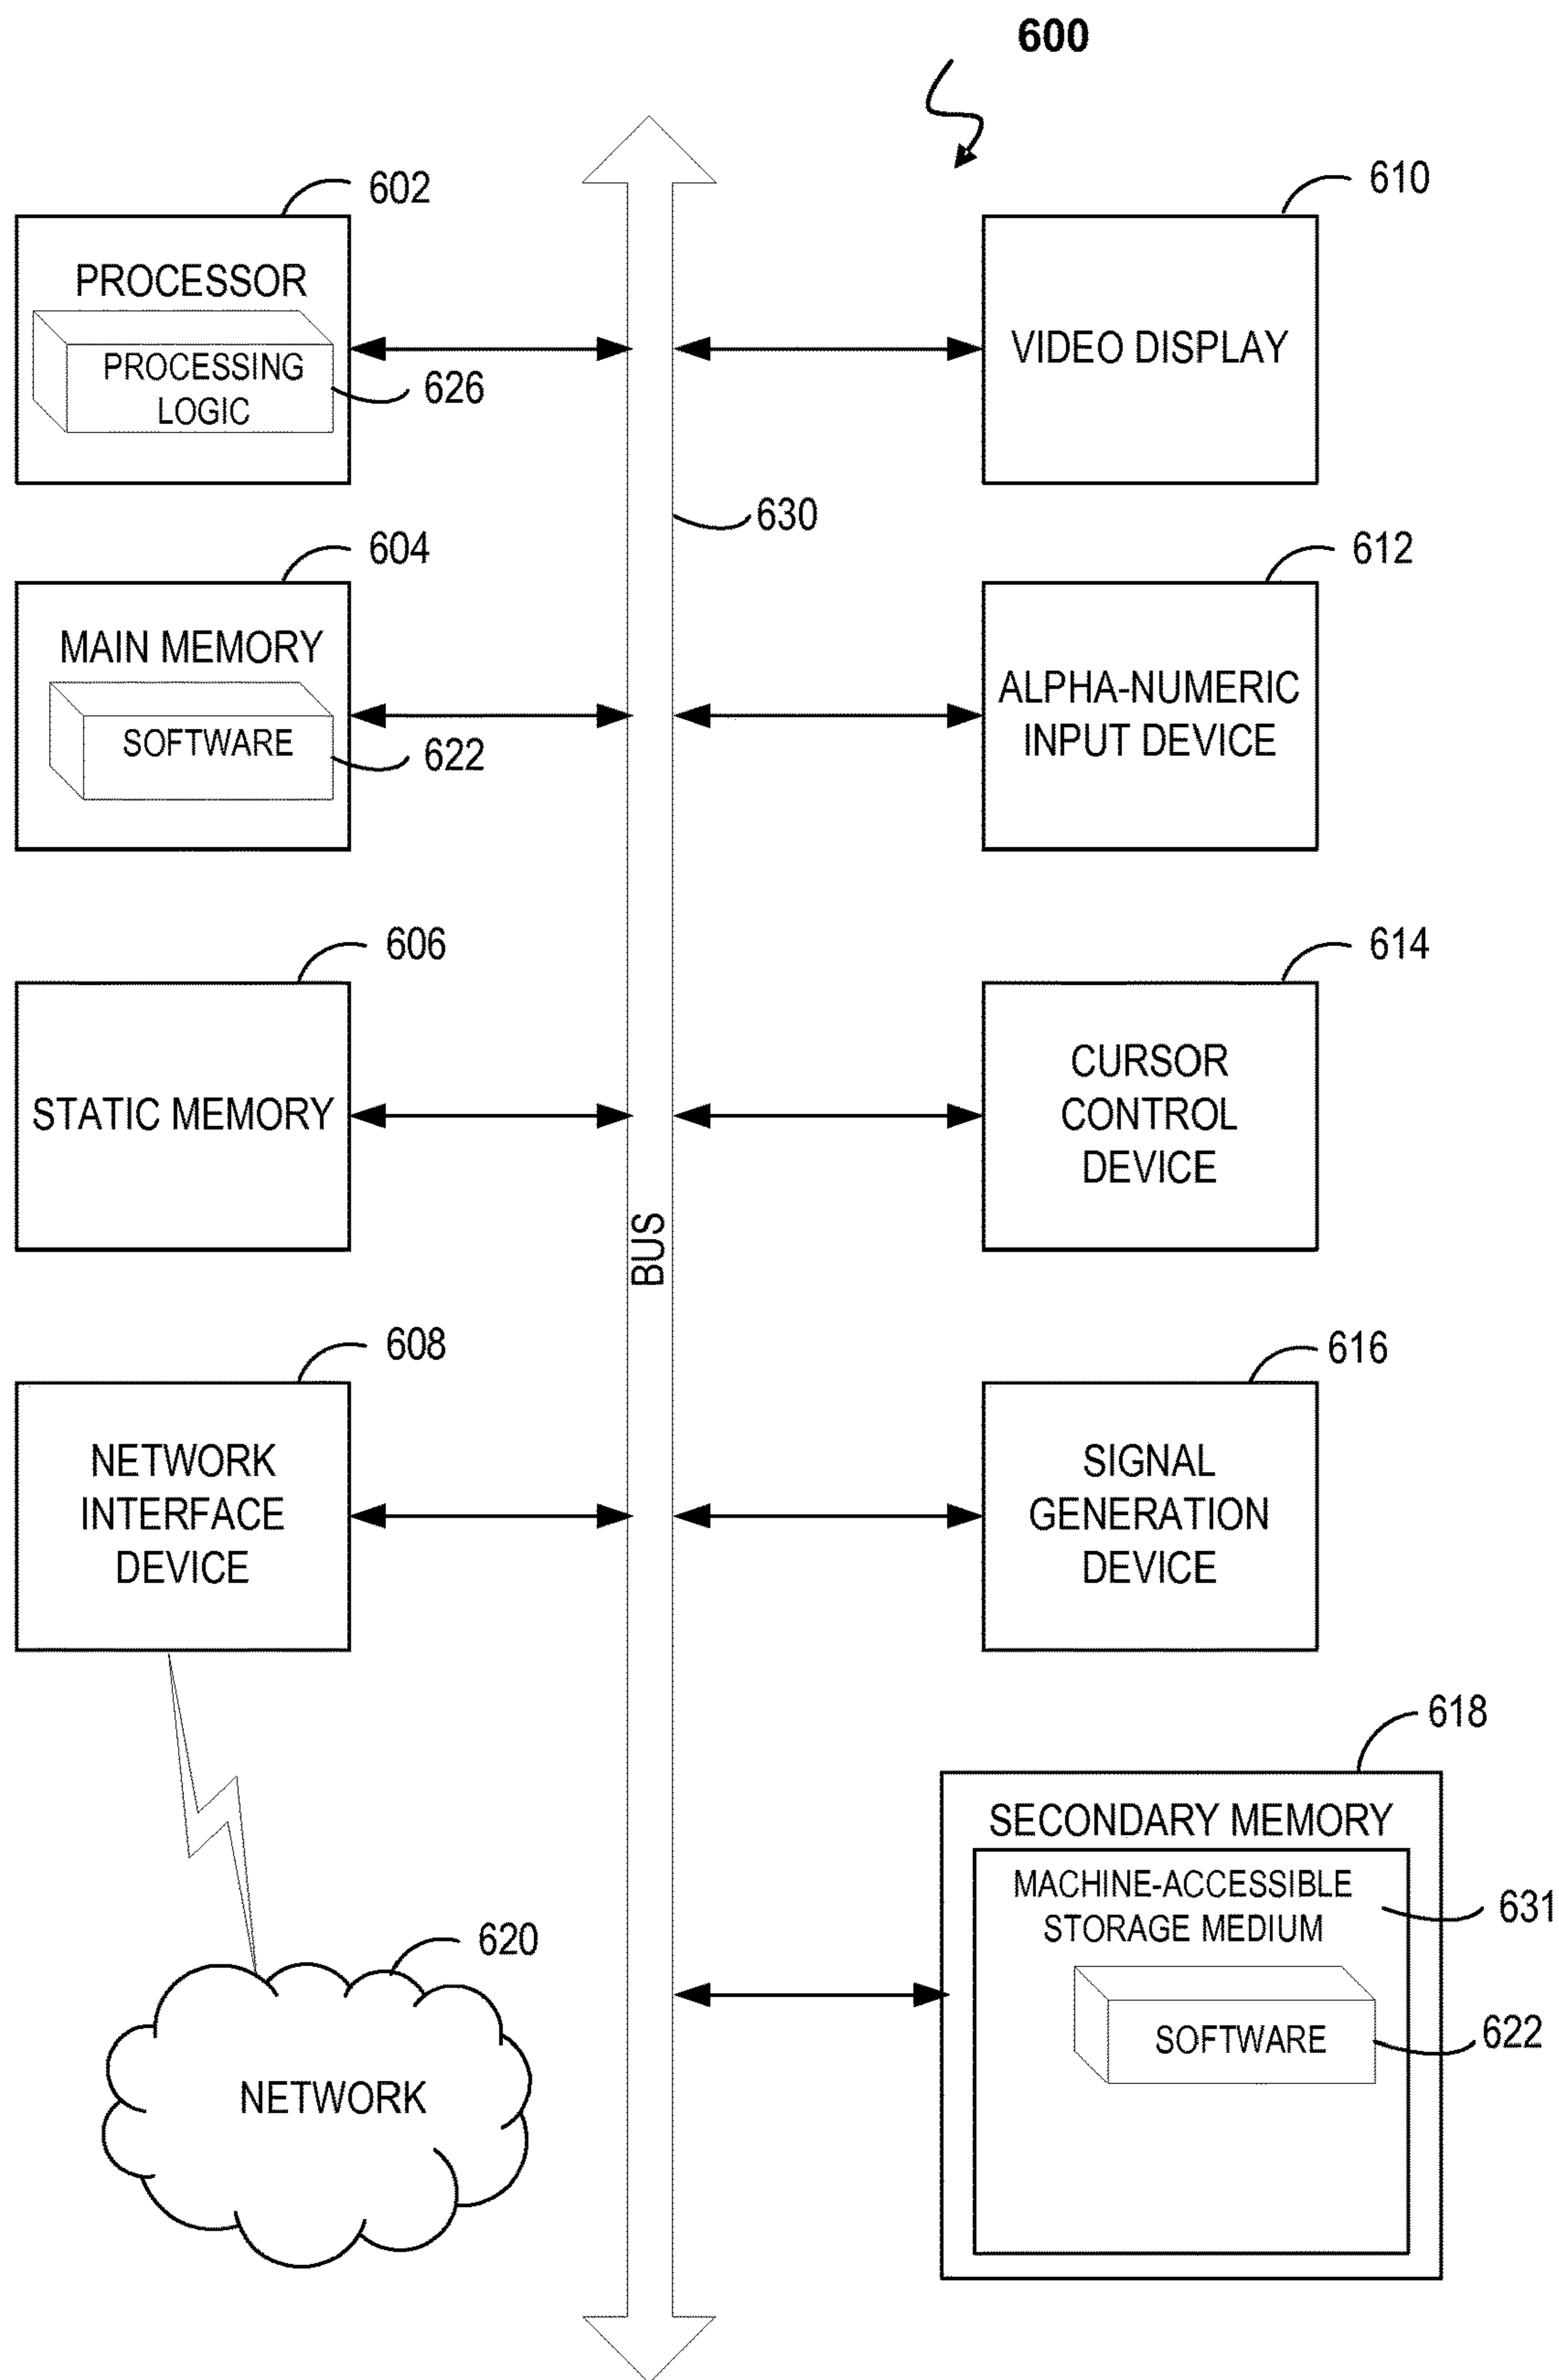 600
602
PROCESSOR
PROCESSING
LOGIC
626
604
MAIN MEMORY
SOFTWARE
622
606
STATIC MEMORY
608
NETWORK
INTERFACE
DEVICE
620
NETWORK
630
BUS
610
VIDEO DISPLAY
612
ALPHA-NUMERIC
INPUT DEVICE
614
CURSOR
CONTROL
DEVICE
616
SIGNAL
GENERATION
DEVICE
618
SECONDARY MEMORY
MACHINE-ACCESSIBLE
STORAGE MEDIUM
631
SOFTWARE
622